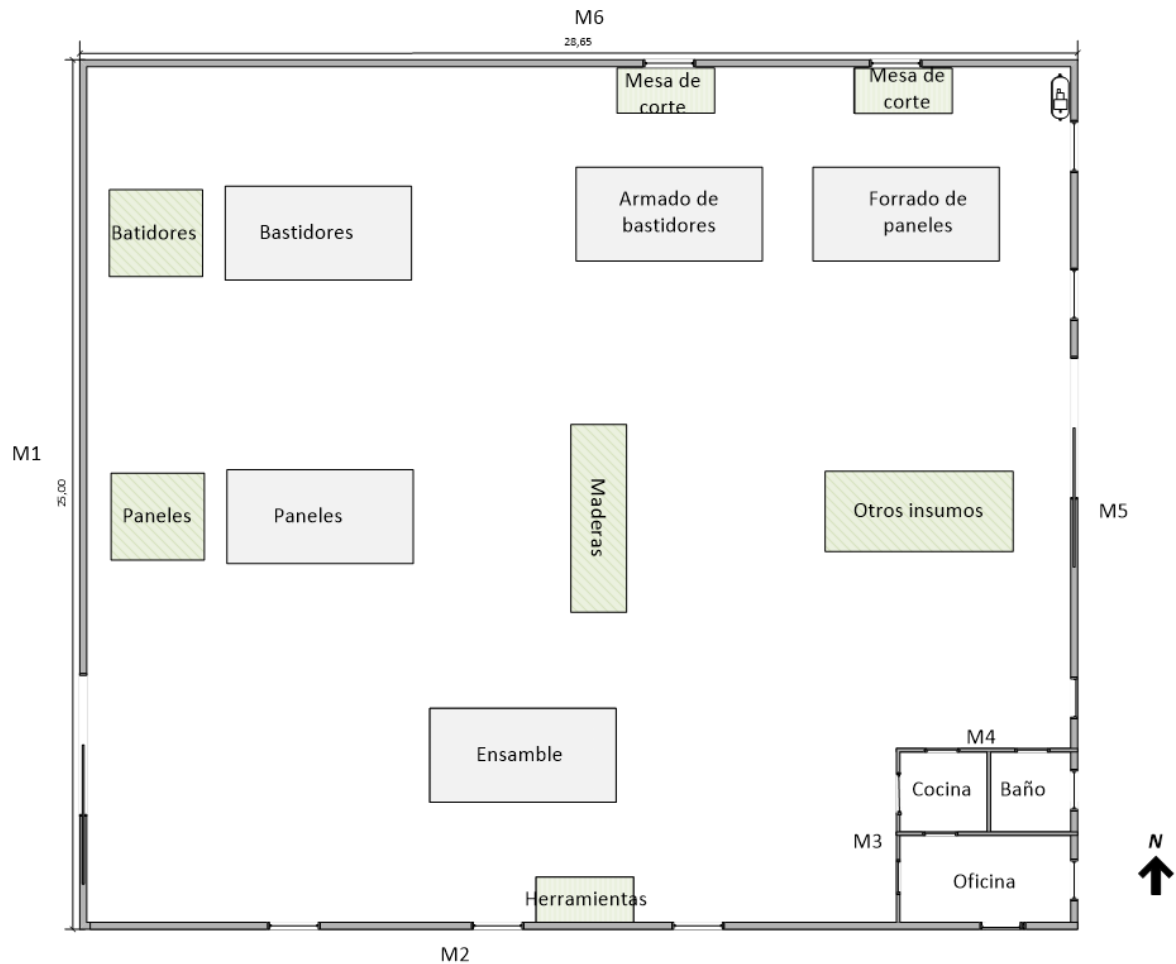 M6
28,65
Mesa de
corte
Mesa de
corte
Armado de
bastidores
Forrado de
paneles
Batidores
Bastidores
M1
25,00
Paneles
Paneles
Maderas
Otros insumos
M5
Ensamble
M4
Cocina
Baño
M3
Oficina
N
Herramientas
M2